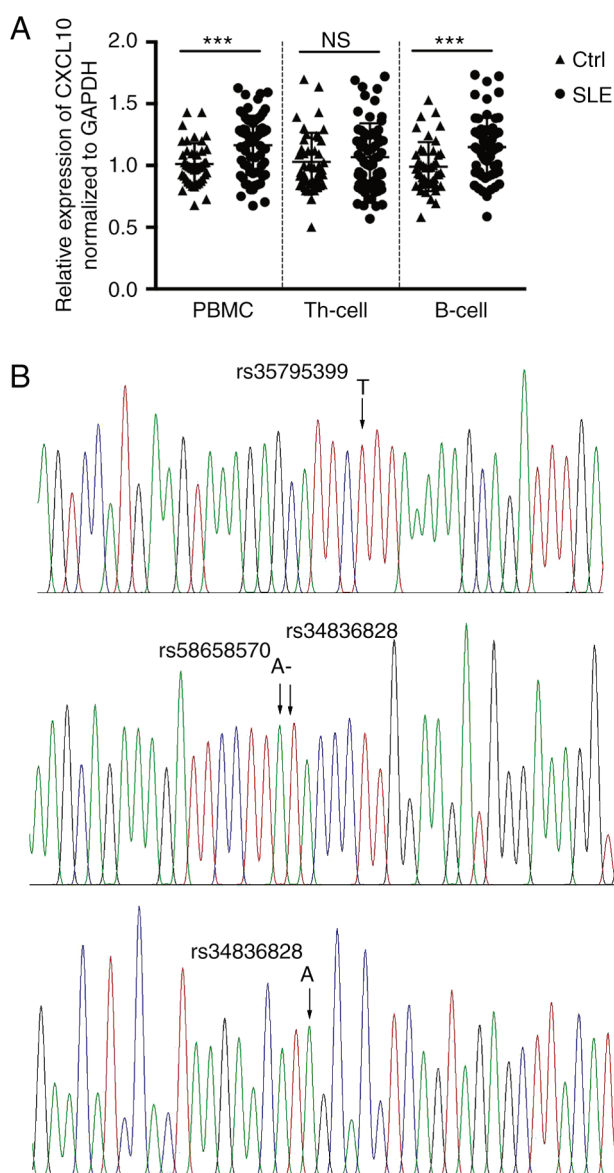 A
Relative expression of CXCL10
normalized to GAPDH
2.0
1.5
1.0
0.5
0.0
***
NS
***
Ctrl
SLE
PBMC
Th-cell
B-cell
B
rs35795399
T
rs34836828
rs58658570
A-
rs34836828
A